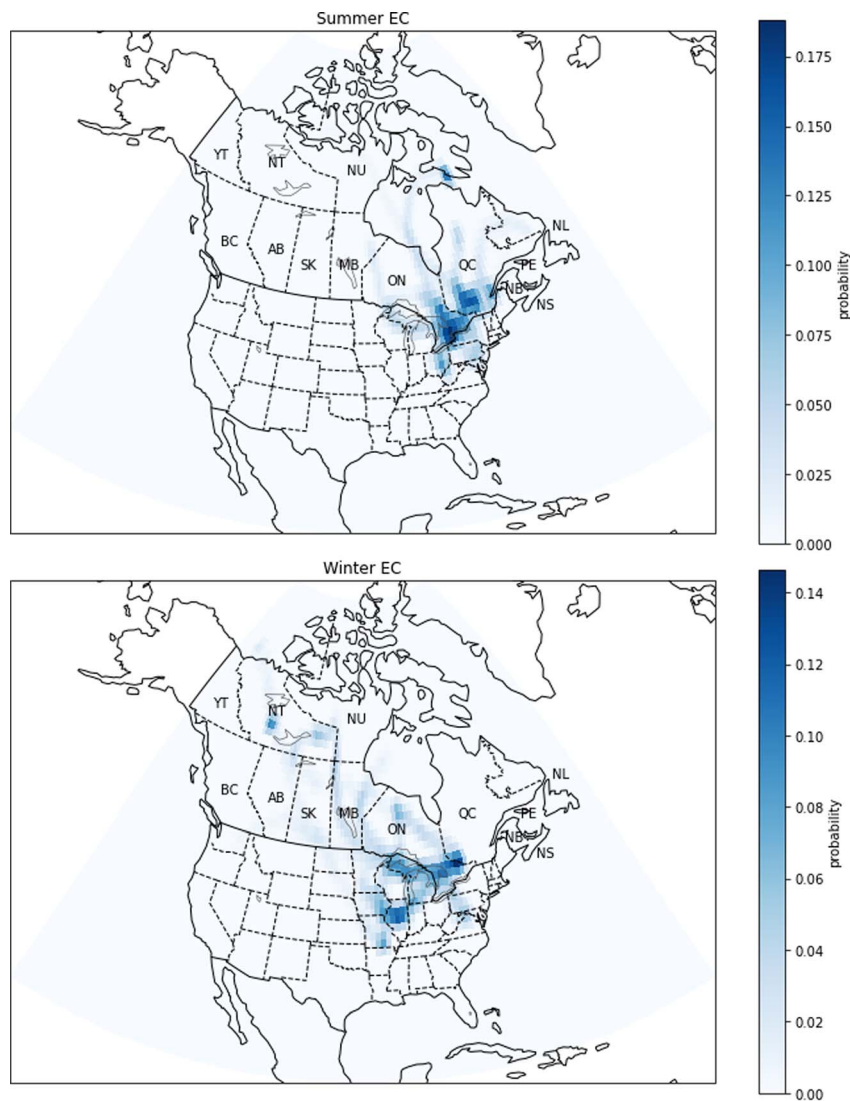 Summer EC
YT
NT
NU
BC
AB
SK
MB
ON
QC
NL
PE
NB
NS
0.175
0.150
0.125
0.100
0.075
0.050
0.025
0.000
probability
Winter EC
YT
NT
NU
BC
AB
SK
MB
ON
QC
NL
PE
NB
NS
0.14
0.12
0.10
0.08
0.06
0.04
0.02
0.00
probability